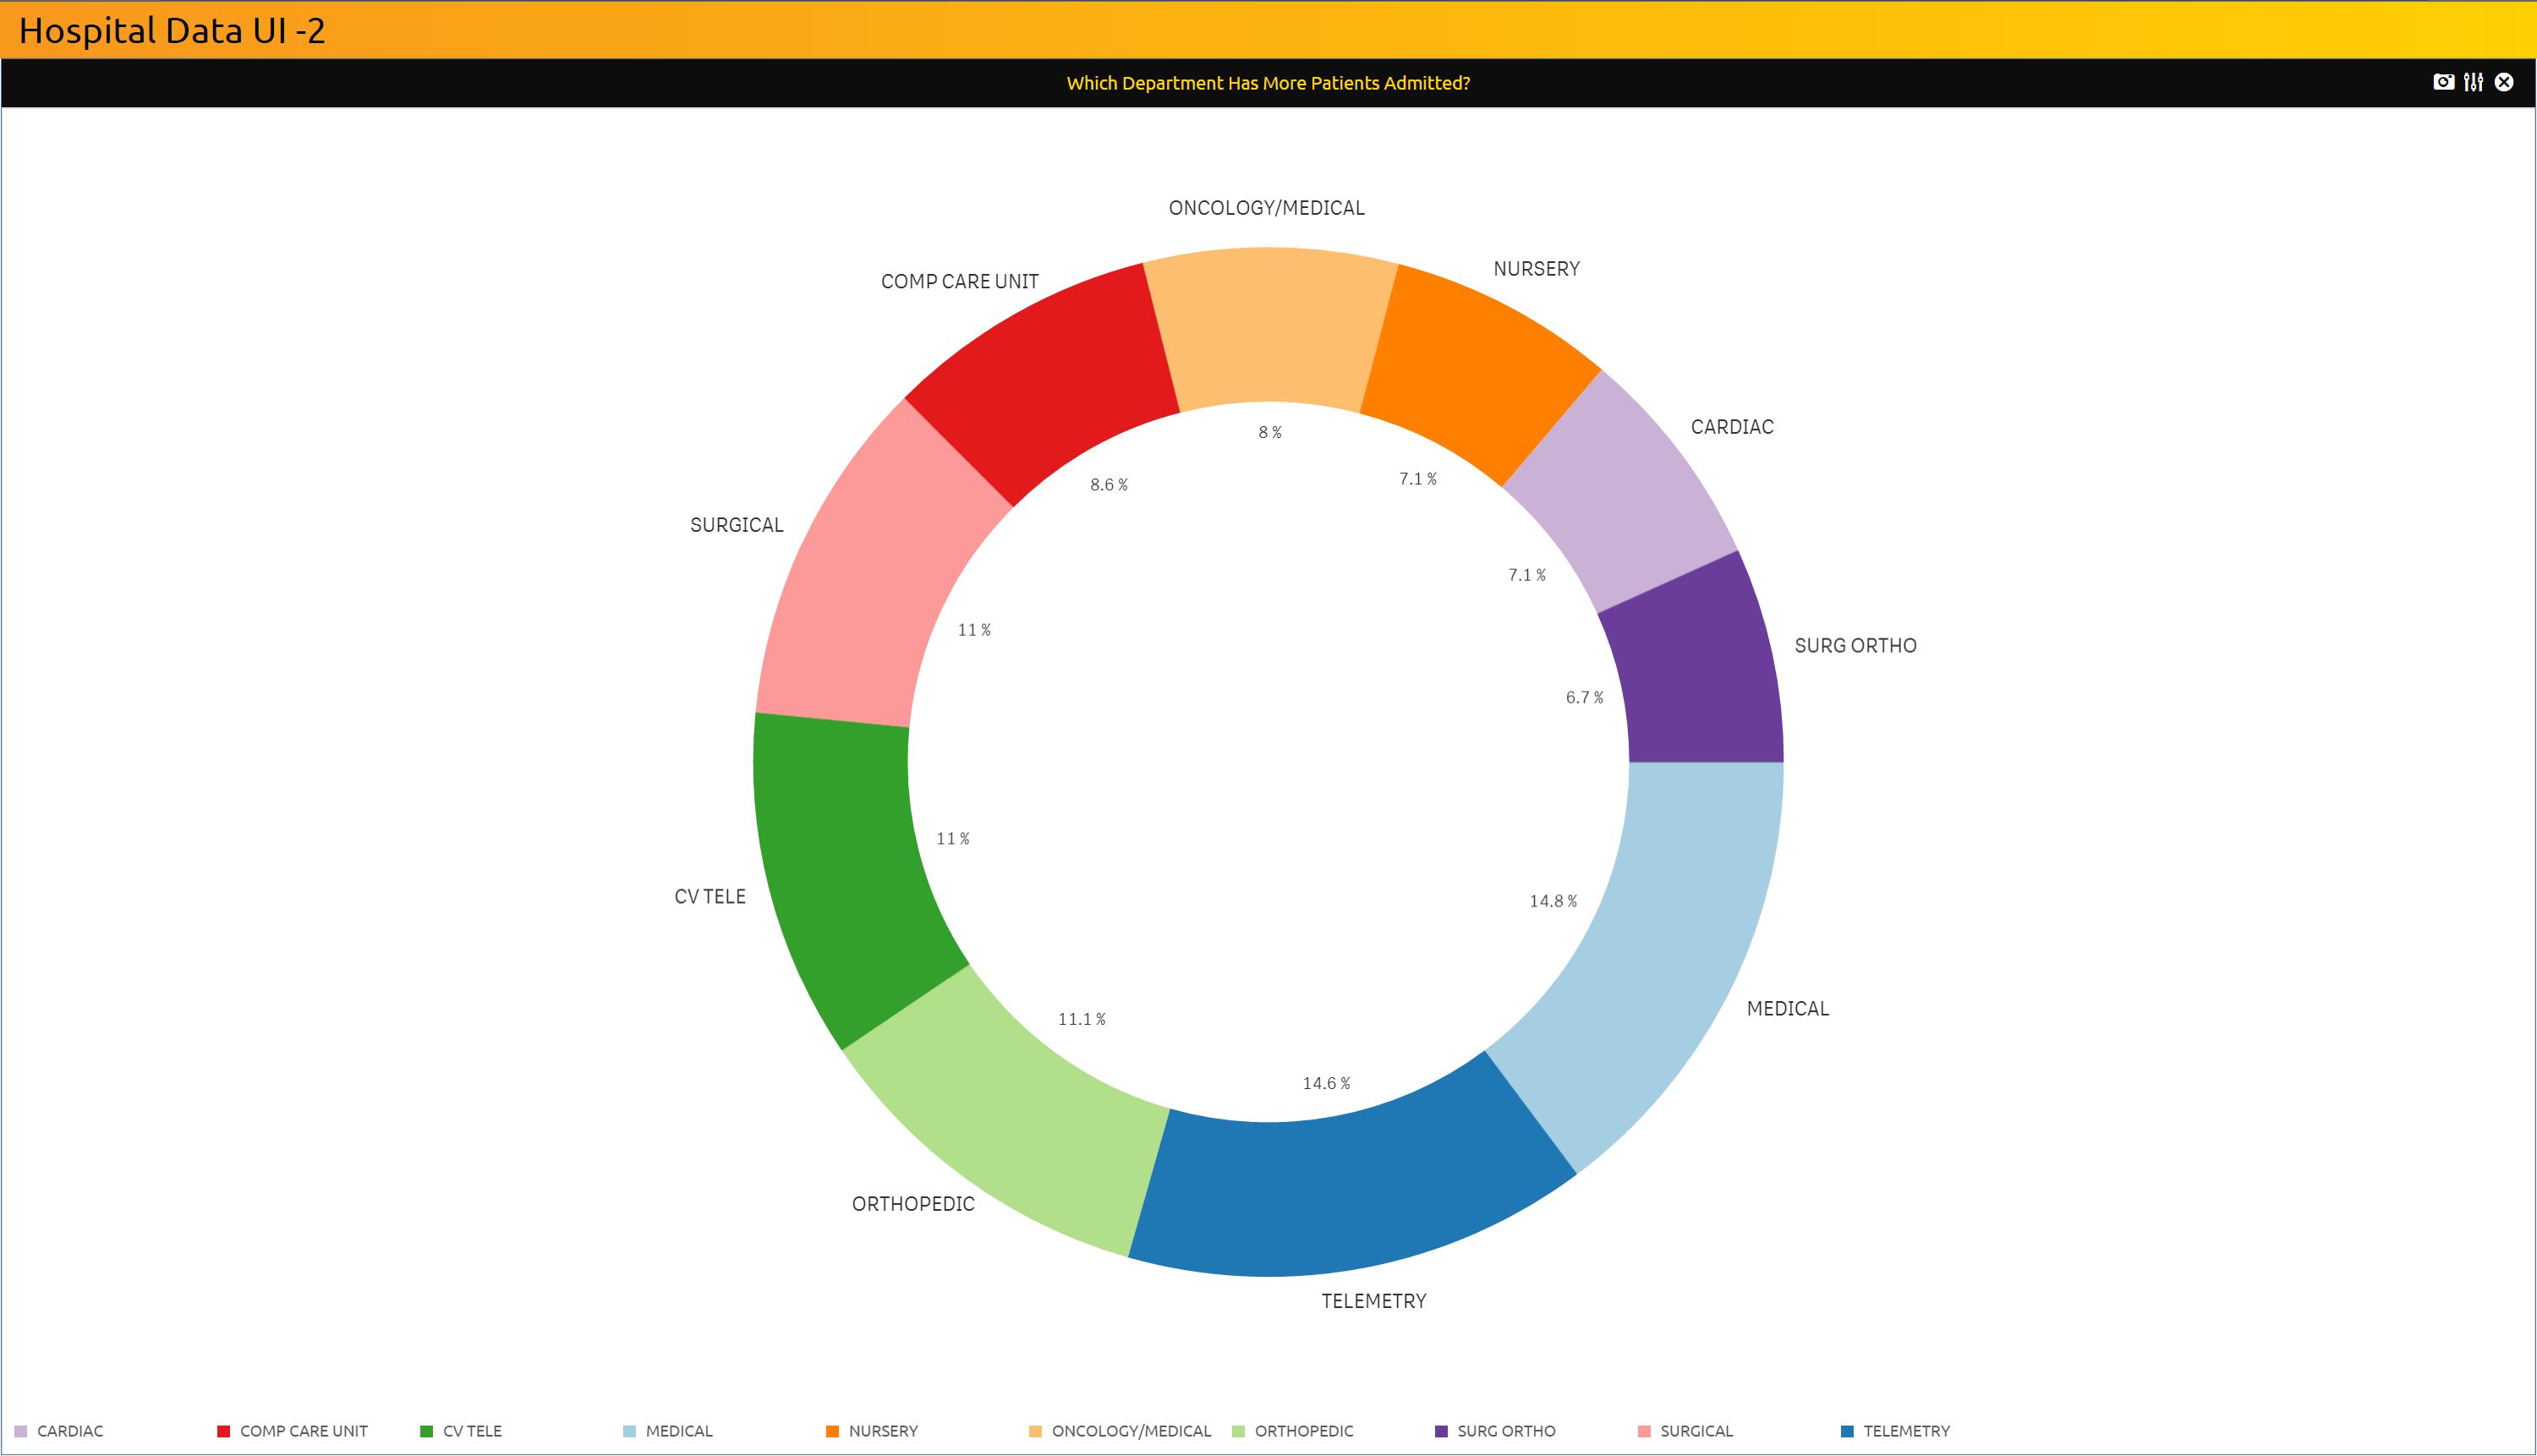 Hospital Data UI -2
Which Department Has More Patients Admitted?
ONCOLOGY/MEDICAL
NURSERY
COMP CARE UNIT
CARDIAC
8 %
7.1 %
8.6 %
SURGICAL
7.1 %
11 %
SURG ORTHO
6.7 %
11 %
CV TELE
14.8 %
MEDICAL
11.1 %
14.6 %
ORTHOPEDIC
TELEMETRY
CARDIAC COMP CARE UNIT CV TELE MEDICAL NURSERY ONCOLOGY/MEDICAL ORTHOPEDIC SURG ORTHO SURGICAL TELEMETRY